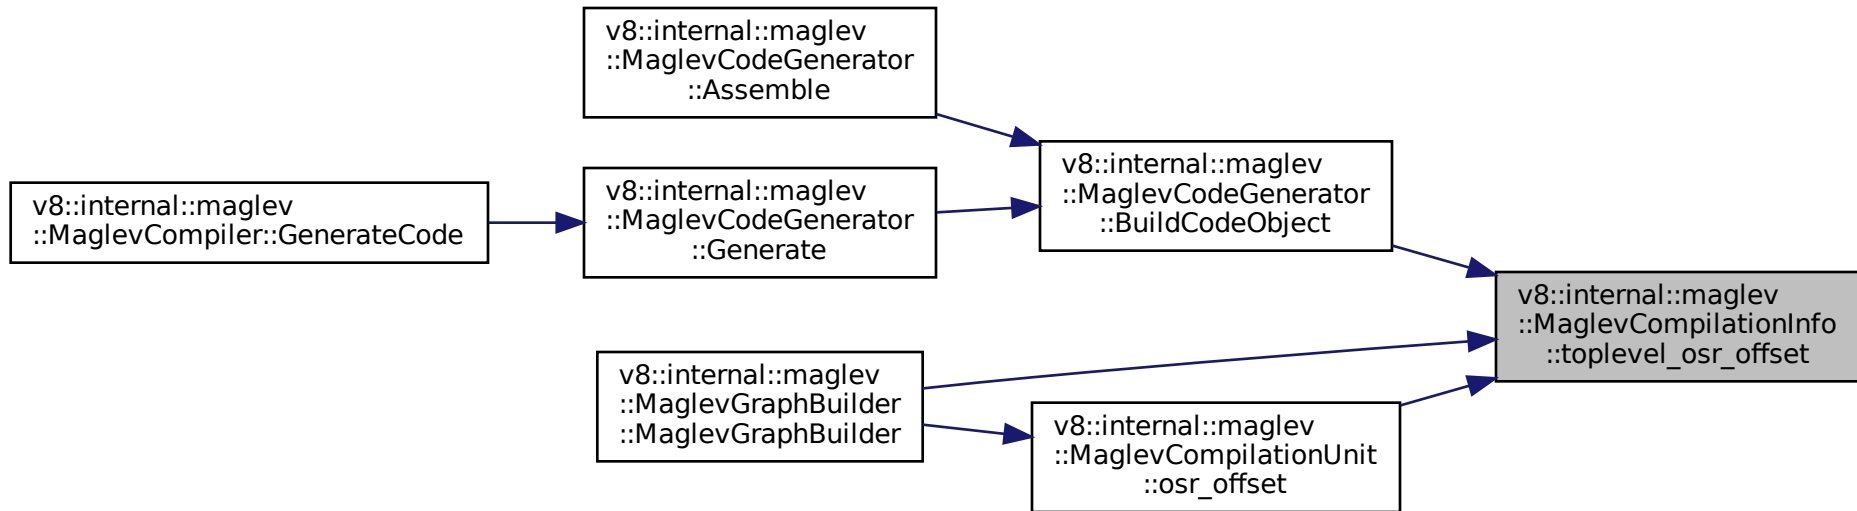 v8::internal::maglev
::MaglevCodeGenerator
::Assemble
v8::internal::maglev
::MaglevCompiler::GenerateCode
v8::internal::maglev
::MaglevCodeGenerator
::Generate
v8::internal::maglev
::MaglevCodeGenerator
::BuildCodeObject
v8::internal::maglev
::MaglevCompilationInfo
::toplevel_osr_offset
v8::internal::maglev
::MaglevGraphBuilder
::MaglevGraphBuilder
v8::internal::maglev
::MaglevCompilationUnit
::osr_offset